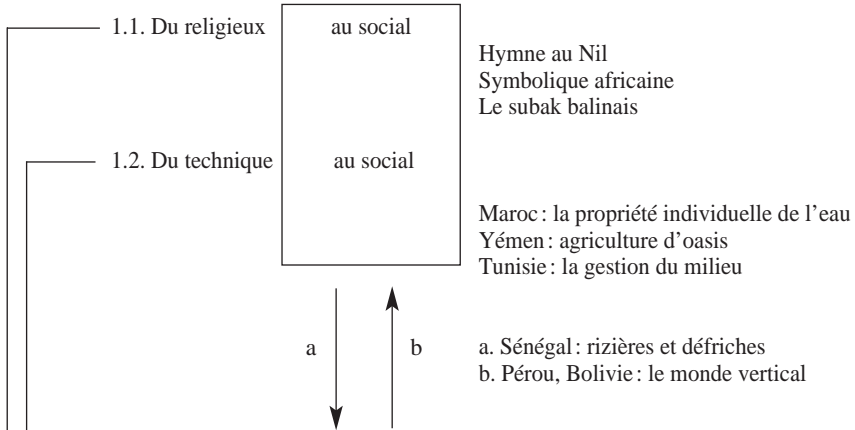 1.1. Du religieux au social
Hymne au Nil
Symbolique africaine
Le subak balinais
1.2. Du technique au social
Maroc : la propriété individuelle de l’eau
Yémen : agriculture d’oasis
Tunisie : la gestion du milieu
a b
a. Sénégal : rizières et défriches
b. Pérou, Bolivie : le monde vertical